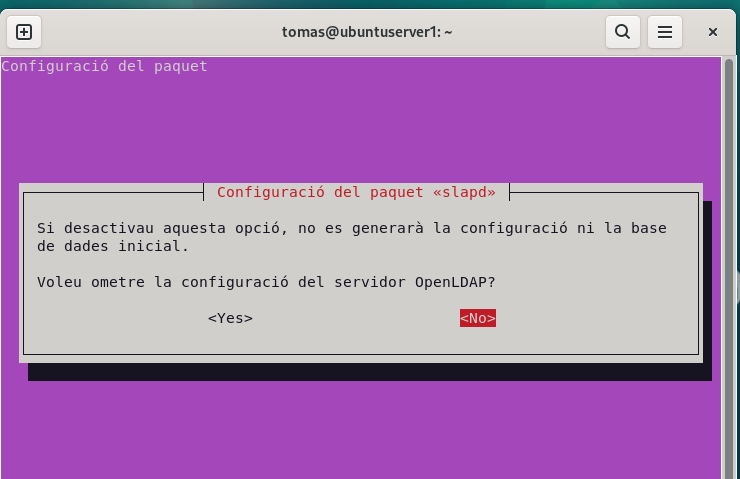 tomas@ubuntuserver1: ~
Configuració del paquet
Configuració del paquet «slapd»
Si desactivau aquesta opció, no es generarà la configuració ni la base
de dades inicial.
Voleu ometre la configuració del servidor OpenLDAP?
<Yes> <No>